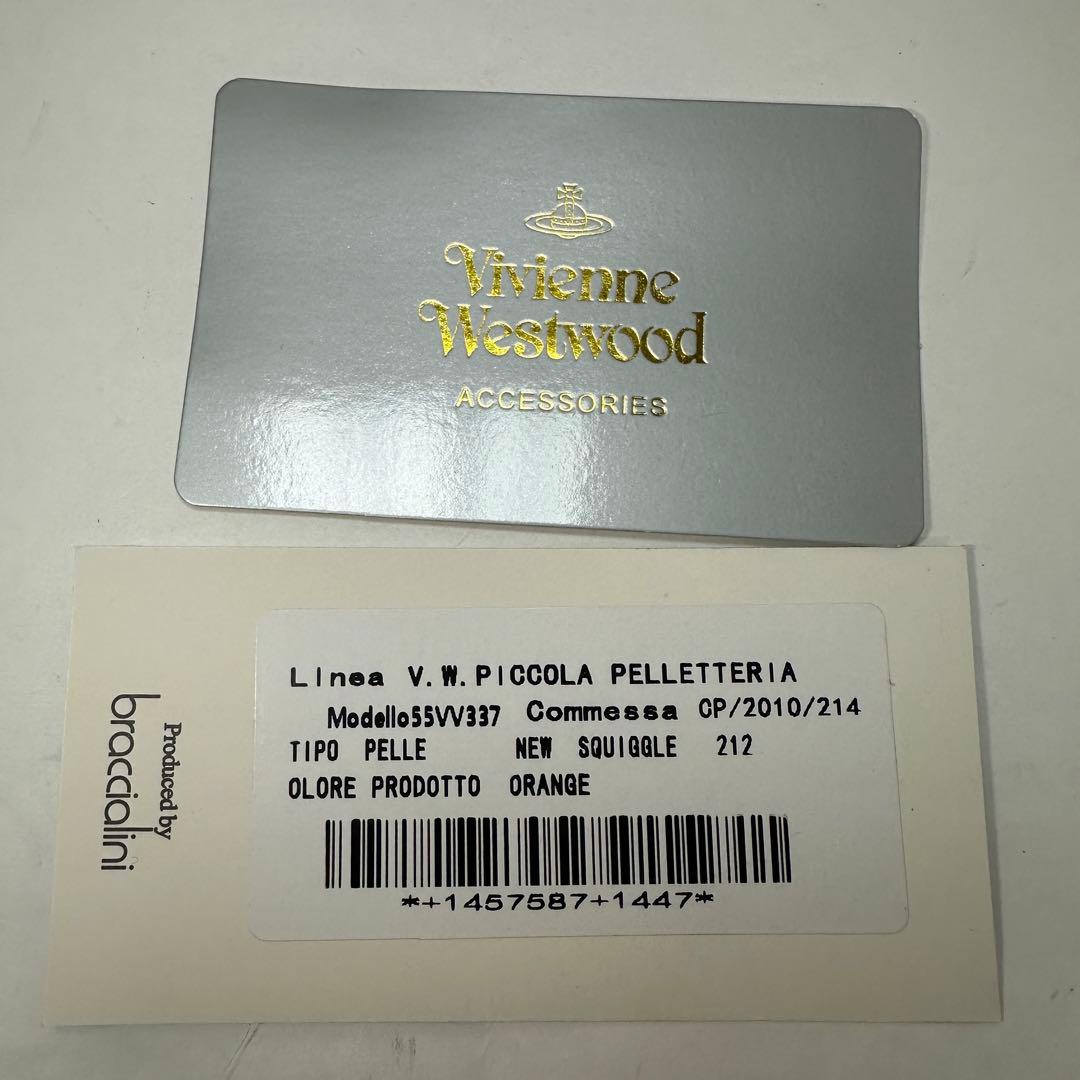 Vivienne
Westwood
ACCESSORIES
Produced by
braccialini
Linea V.W.PICCOLA PELLETTERIA
Modello55VV337 Commessa CP/2010/214
TIPO PELLE NEW SQUIGGLE 212
OLORE PRODOTTO ORANGE
*+1457587+1447*